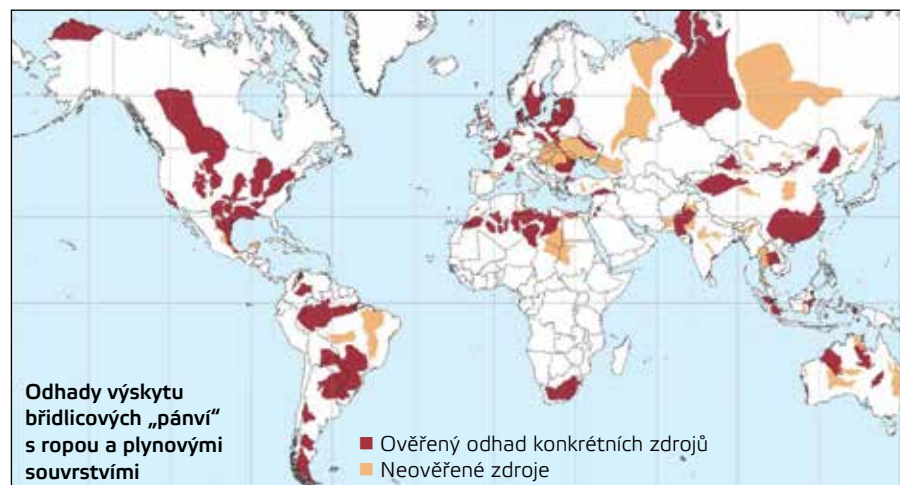 Odhady výskytu
břidlicových „pánví“
s ropou a plynovými
souvrstvími
Ověřený odhad konkrétních zdrojů
Neověřené zdroje